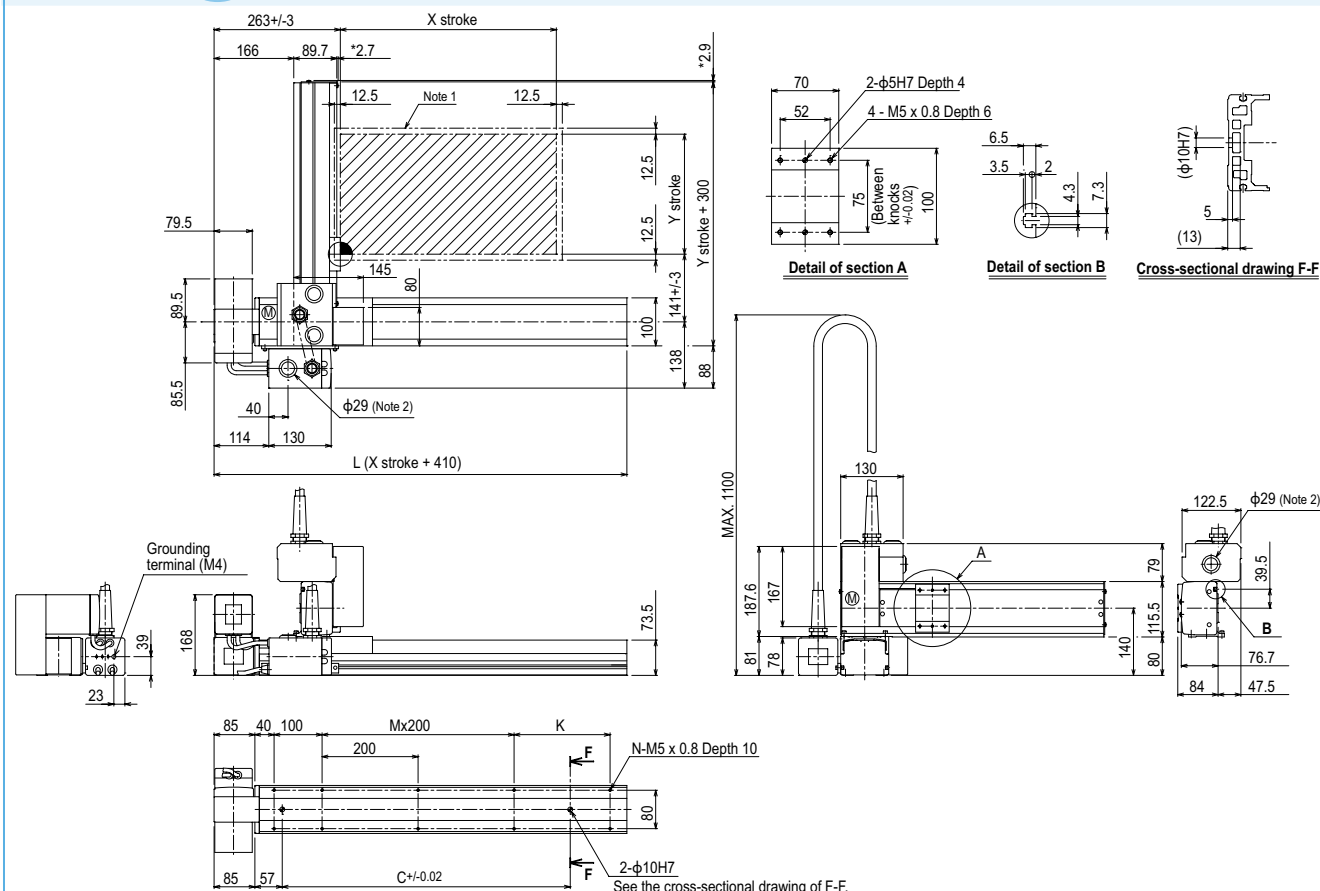 263+/-3
X stroke
166
89.7
*2.7
*2.9
12.5
Note 1
12.5
12.5
Y stroke
Y stroke + 300
12.5
79.5
145
80
141+/-3
89.5
M
100
138
88
85.5
40
φ29 (Note 2)
114
130
L (X stroke + 410)
70
2-φ5H7 Depth 4
52
4 - M5 x 0.8 Depth 6
75
(Between
knocks
+/-0.02)
100
Detail of section A
6.5
3.5
2
4.3
7.3
Detail of section B
(φ10H7)
5
(13)
Cross-sectional drawing F-F
Grounding
terminal (M4)
39
23
168
73.5
MAX. 1100
130
A
187.6
167
M
81
78
140
79
115.5
80
122.5
φ29 (Note 2)
39.5
B
76.7
84
47.5
85
40
100
Mx200
K
200
F
N-M5 x 0.8 Depth 10
80
F
2-φ10H7
See the cross-sectional drawing of F-F.
85
57
C+/-0.02